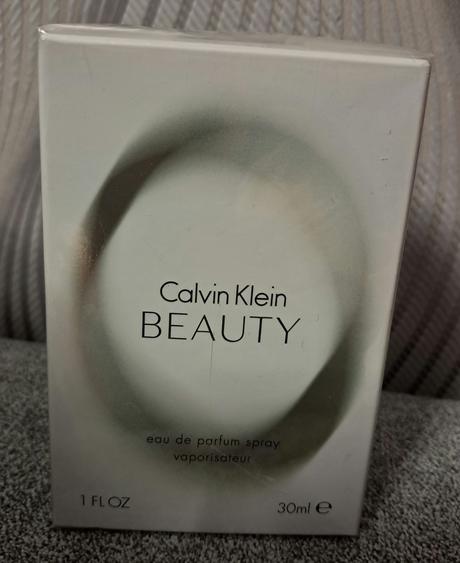 Calvin Klein
BEAUTY
eau de parfum spray
vaporisateur
1 FL OZ 30ml ℮